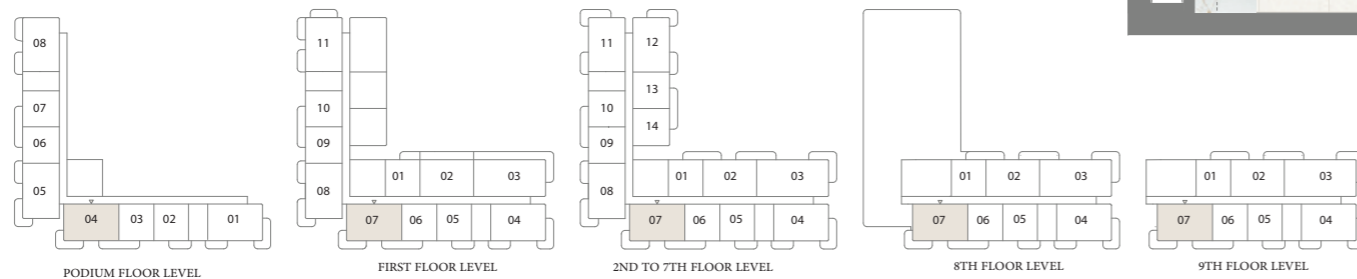 08
07
06
05
04 03 02 01
PODIUM FLOOR LEVEL
11
10
09
08
01 02 03
07 06 05 04
FIRST FLOOR LEVEL
11 12
13
10
14
09
08
01 02 03
07 06 05 04
2ND TO 7TH FLOOR LEVEL
01 02 03
07 06 05 04
8TH FLOOR LEVEL
01 02 03
07 06 05 04
9TH FLOOR LEVEL